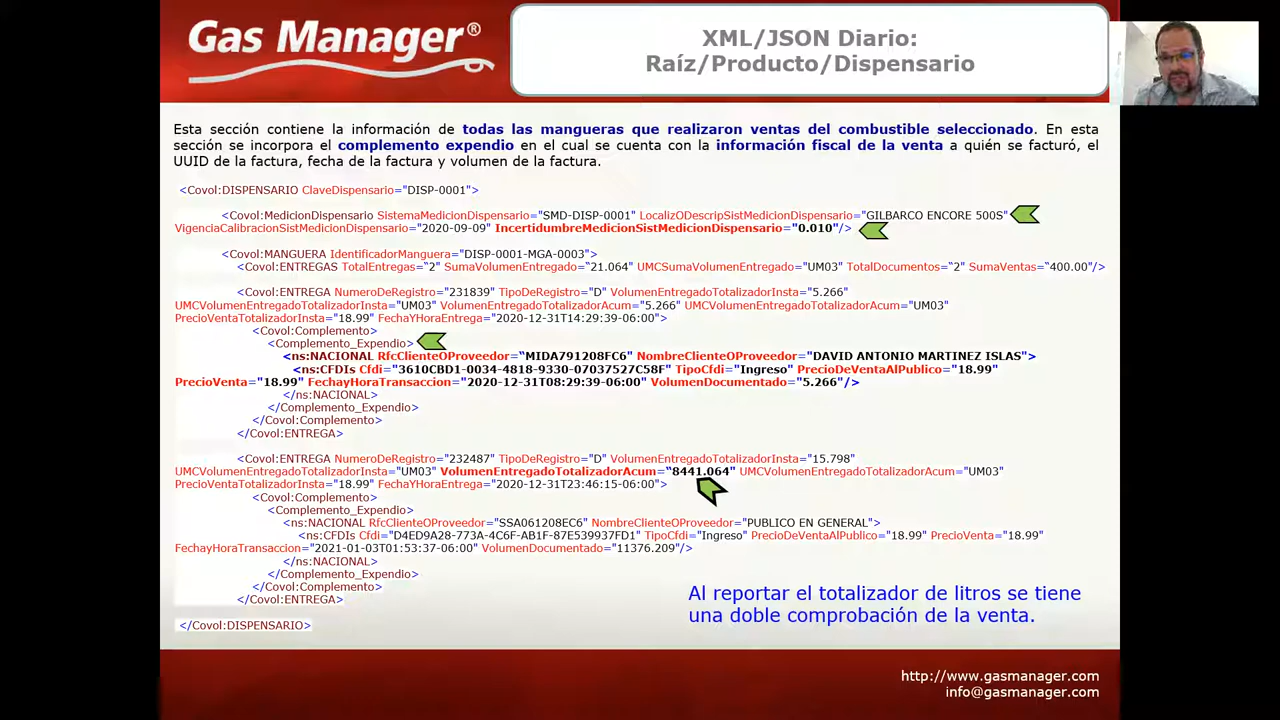 Gas Manager®
XML/JSON Diario:
Raíz/Producto/Dispensario
Esta sección contiene la información de todas las mangueras que realizaron ventas del combustible seleccionado. En esta
sección se incorpora el complemento expendio en el cual se cuenta con la información fiscal de la venta a quién se facturó, el
UUID de la factura, fecha de la factura y volumen de la factura.
<Covol:DISPENSARIO ClaveDispensario="DISP-0001">
<Covol:MedicionDispensario SistemaMedicionDispensario="SMD-DISP-0001" LocalizODescripSistMedicionDispensario="GILBARCO ENCORE 500S"
VigenciaCalibracionSistMedicionDispensario="2020-09-09" IncertidumbreMedicionSistMedicionDispensario="0.010"/>
<Covol:MANGUERA IdentificadorManguera="DISP-0001-MGA-0003">
<Covol:ENTREGAS TotalEntregas=“2" SumaVolumenEntregado=“21.064" UMCSumaVolumenEntregado="UM03" TotalDocumentos=“2" SumaVentas=“400.00"/>
<Covol:ENTREGA NumeroDeRegistro="231839" TipoDeRegistro="D" VolumenEntregadoTotalizadorInsta="5.266"
UMCVolumenEntregadoTotalizadorInsta="UM03" VolumenEntregadoTotalizadorAcum="5.266" UMCVolumenEntregadoTotalizadorAcum="UM03"
PrecioVentaTotalizadorInsta="18.99" FechaYHoraEntrega="2020-12-31T14:29:39-06:00">
<Covol:Complemento>
<Complemento_Expendio>
<ns:NACIONAL RfcClienteOProveedor=“MIDA791208FC6" NombreClienteOProveedor="DAVID ANTONIO MARTINEZ ISLAS">
<ns:CFDIs Cfdi="3610CBD1-0034-4818-9330-07037527C58F" TipoCfdi="Ingreso" PrecioDeVentaAlPublico="18.99"
PrecioVenta="18.99" FechayHoraTransaccion="2020-12-31T08:29:39-06:00" VolumenDocumentado="5.266"/>
</ns:NACIONAL>
</Complemento_Expendio>
</Covol:Complemento>
</Covol:ENTREGA>
<Covol:ENTREGA NumeroDeRegistro="232487" TipoDeRegistro="D" VolumenEntregadoTotalizadorInsta="15.798"
UMCVolumenEntregadoTotalizadorInsta="UM03" VolumenEntregadoTotalizadorAcum=“8441.064" UMCVolumenEntregadoTotalizadorAcum="UM03"
PrecioVentaTotalizadorInsta="18.99" FechaYHoraEntrega="2020-12-31T23:46:15-06:00">
<Covol:Complemento>
<Complemento_Expendio>
<ns:NACIONAL RfcClienteOProveedor="SSA061208EC6" NombreClienteOProveedor="PUBLICO EN GENERAL">
<ns:CFDIs Cfdi="D4ED9A28-773A-4C6F-AB1F-87E539937FD1" TipoCfdi="Ingreso" PrecioDeVentaAlPublico="18.99" PrecioVenta="18.99"
FechayHoraTransaccion="2021-01-03T01:53:37-06:00" VolumenDocumentado="11376.209"/>
</ns:NACIONAL>
</Complemento_Expendio>
</Covol:Complemento>
</Covol:ENTREGA>
</Covol:DISPENSARIO>
Al reportar el totalizador de litros se tiene
una doble comprobación de la venta.
http://www.gasmanager.com
info@gasmanager.com